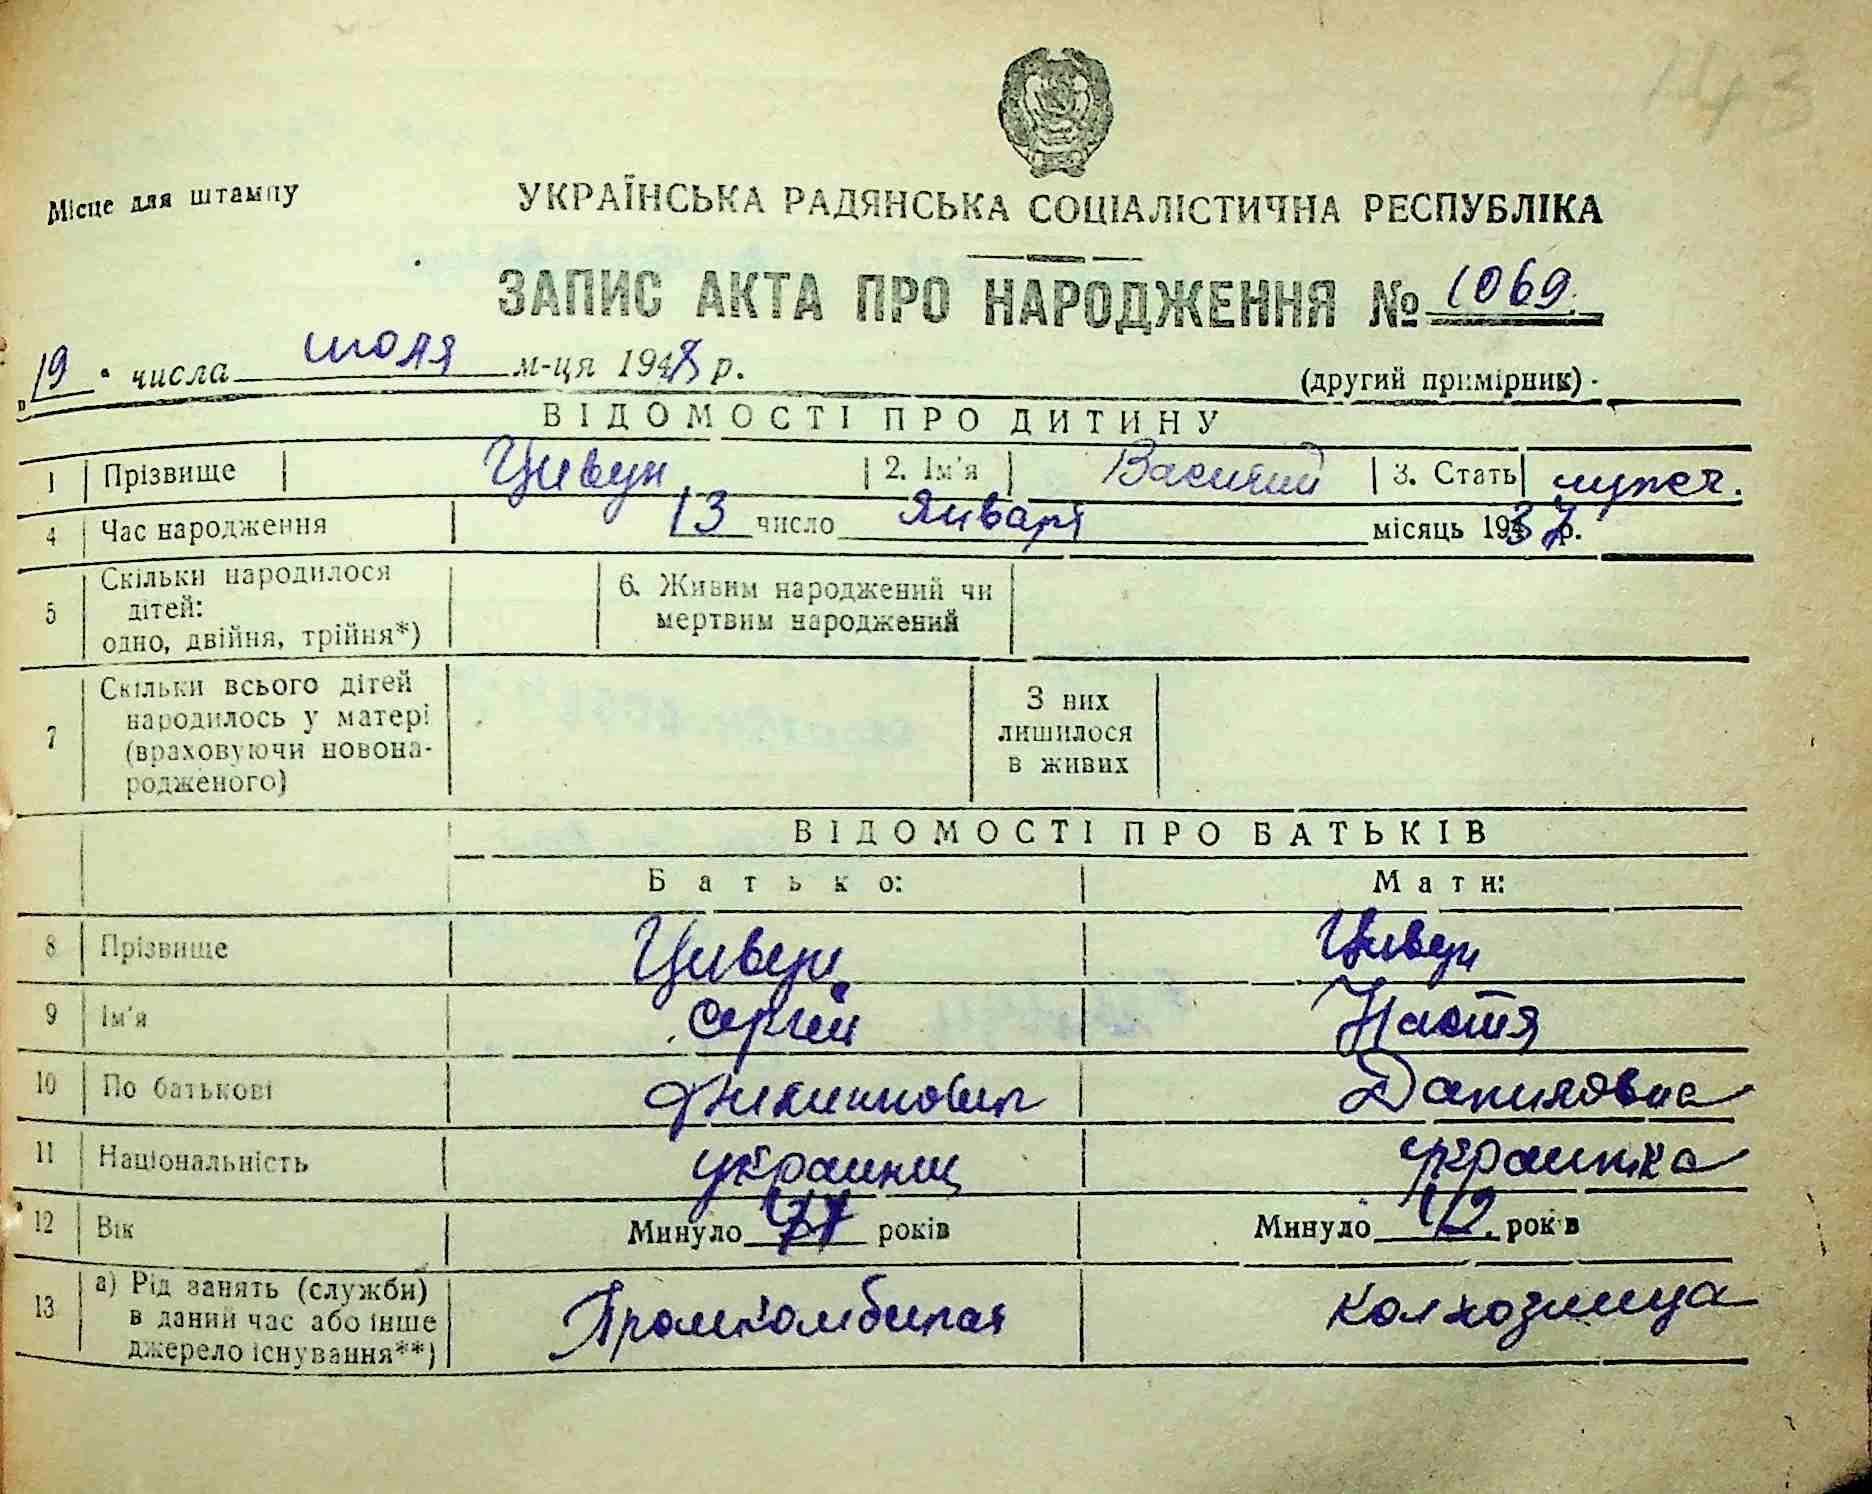 143
Місце для штампу
УКРАЇНСЬКА РАДЯНСЬКА СОЦІАЛІСТИЧНА РЕСПУБЛІКА
ЗАПИС АКТА ПРО НАРОДЖЕННЯ № 1069.
„19" числа июля м-ця 1948 р.
(другий примірник)
ВІДОМОСТІ ПРО ДИТИНУ
1 Прізвище Цивун 2. Ім'я Василий 3. Стать мужск.
4 Час народження 13 число Января місяць 1937 р.
5 Скільки народилося дітей: одно, двійня, трійня*)
6. Живим народжений чи мертвим народжений
7 Скільки всього дітей народилось у матері (враховуючи новонародженого)
З них лишилося в живих
ВІДОМОСТІ ПРО БАТЬКІВ
Батько: Мати:
8 Прізвище Цивун Цивун
9 Ім'я Сергей Настя
10 По батькові Даниловна
11 Національність украинец украинка
12 Вік Минуло років Минуло 42. років
13 а) Рід занять (служби) в даний час або інше джерело існування**) Промкомбинат колхозница